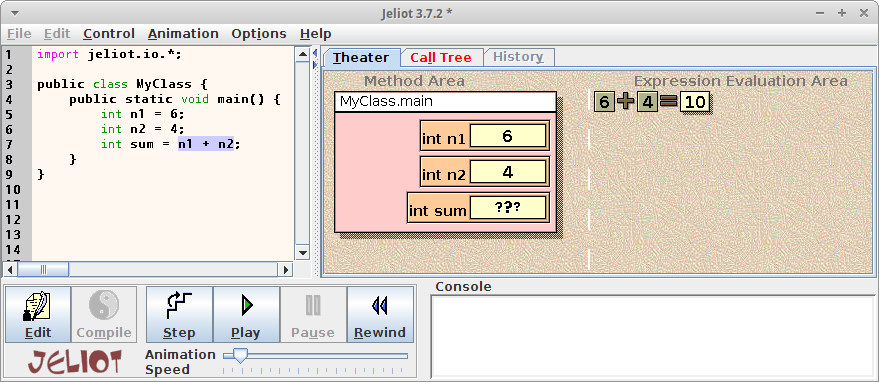 Jeliot 3.7.2 *
File Edit Control Animation Options Help
1 import jeliot.io.*;
2
3 public class MyClass {
4 public static void main() {
5 int n1 = 6;
6 int n2 = 4;
7 int sum = n1 + n2;
8 }
9 }
10
11
12
13
14
Theater Call Tree History
Method Area
MyClass.main
int n1 6
int n2 4
int sum ???
Expression Evaluation Area
6 + 4 = 10
Edit Compile Step Play Pause Rewind
JELIOT
Animation
Speed
Console